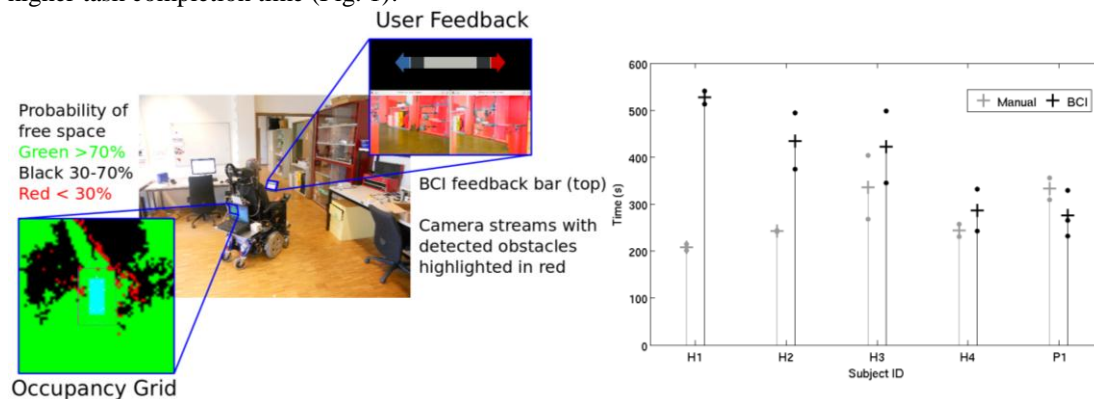 higher task completion time (Fig. 1).
User Feedback
Probability of
free space
Green >70%
Black 30-70%
Red < 30%
BCI feedback bar (top)
Camera streams with
detected obstacles
highlighted in red
Occupancy Grid
600
500
400
300
200
100
0
Time (s)
Manual
BCI
H1
H2
H3
H4
P1
Subject ID